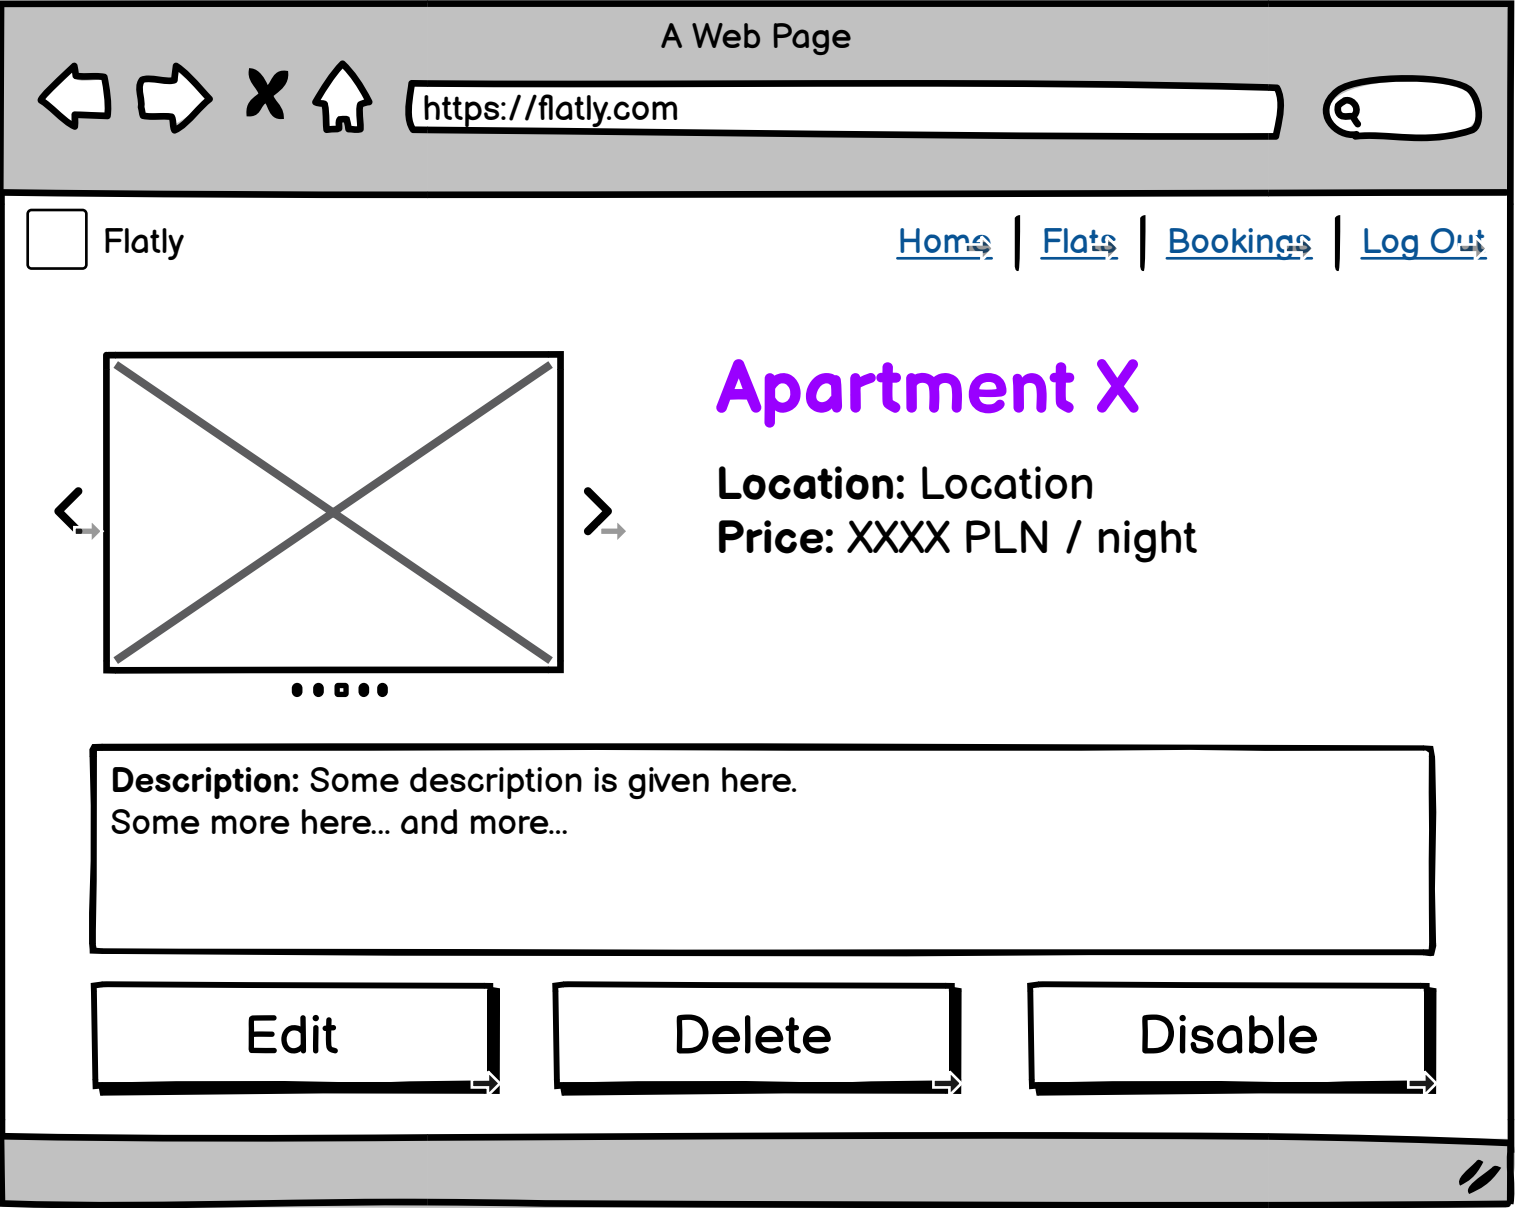 A Web Page
https://flatly.com
Flatly
Home
Flats
Bookings
Log Out
Apartment X
Location: Location
Price: XXXX PLN / night
Description: Some description is given here.
Some more here... and more...
Edit
Delete
Disable